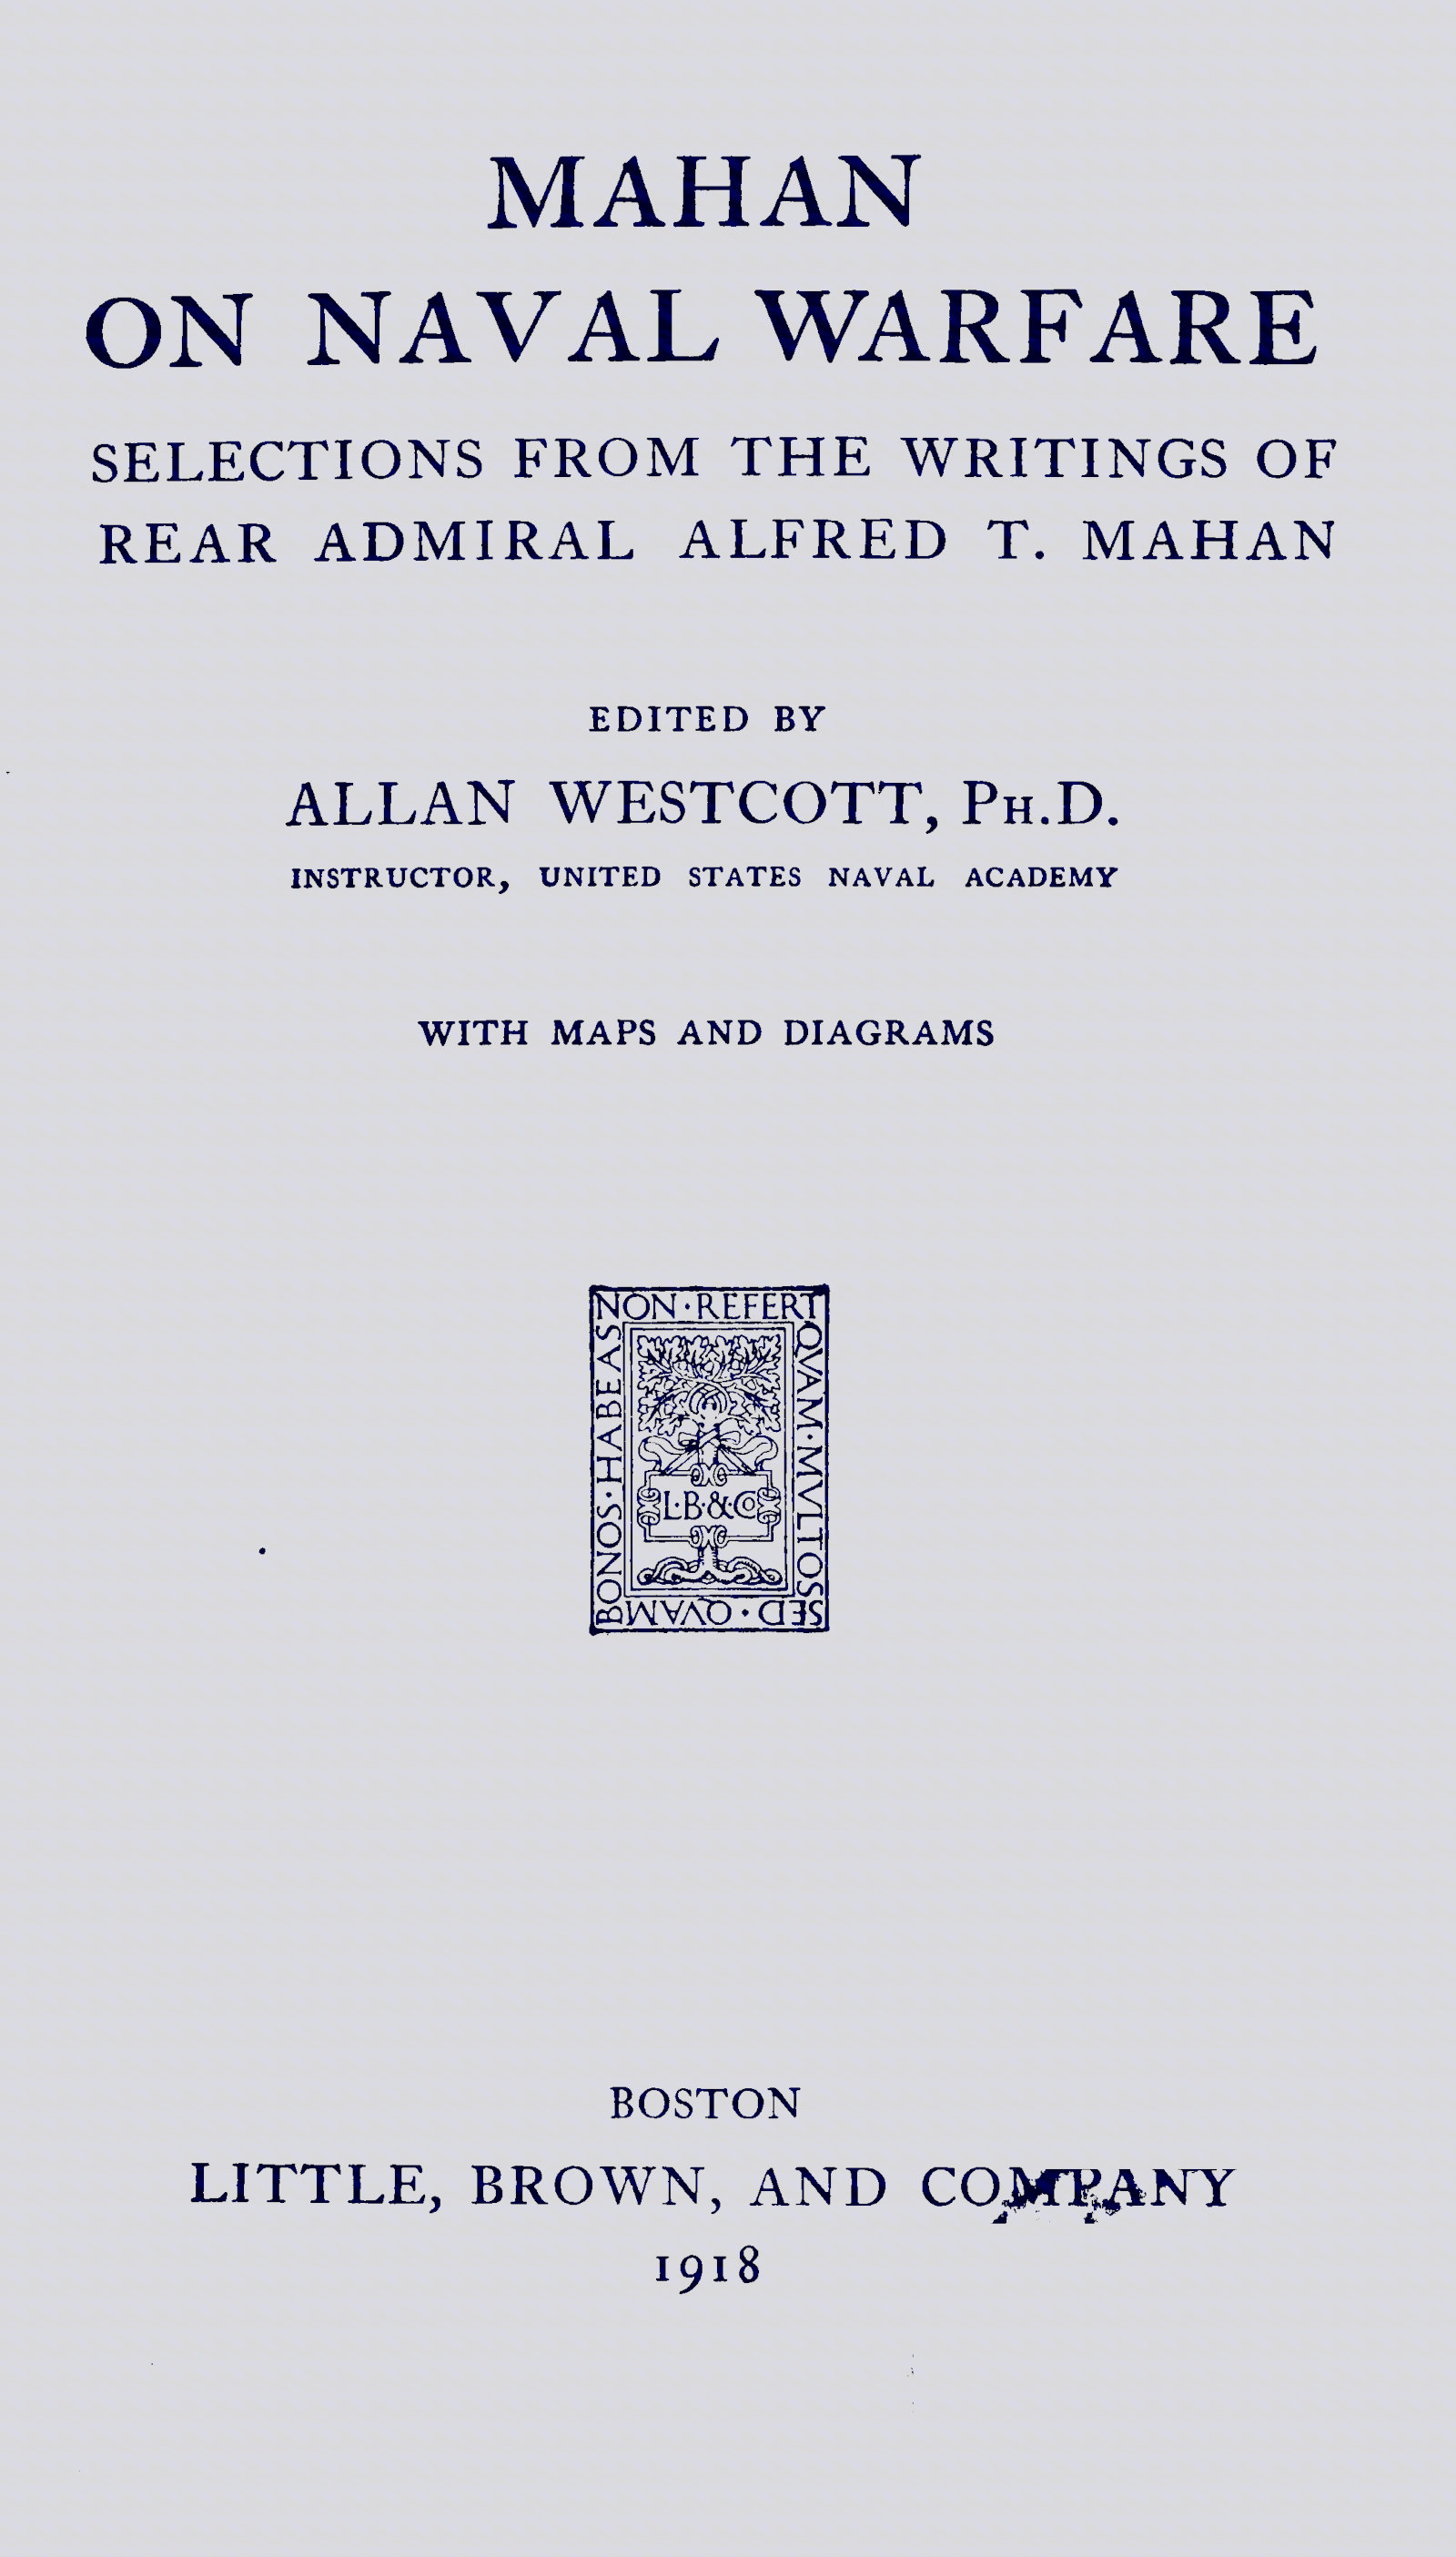 MAHAN
ON NAVAL WARFARE
SELECTIONS FROM THE WRITINGS OF
REAR ADMIRAL ALFRED T. MAHAN
EDITED BY
ALLAN WESTCOTT, PH.D.
INSTRUCTOR, UNITED STATES NAVAL ACADEMY
WITH MAPS AND DIAGRAMS
NON·REFERT
QVAM·MVLTOS
SED·QVAM
BONOS·HABEAS
L·B·&·Co
BOSTON
LITTLE, BROWN, AND COMPANY
1918